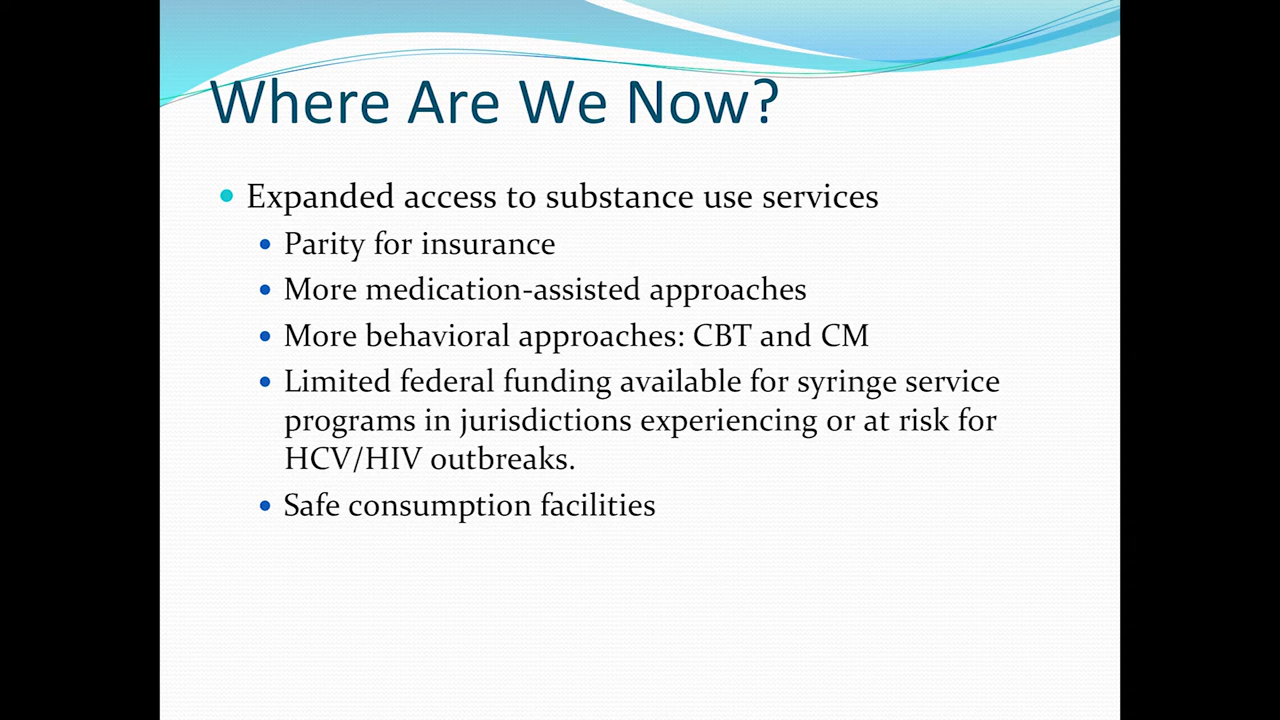 Where Are We Now?
• Expanded access to substance use services
• Parity for insurance
• More medication-assisted approaches
• More behavioral approaches: CBT and CM
• Limited federal funding available for syringe service
programs in jurisdictions experiencing or at risk for
HCV/HIV outbreaks.
• Safe consumption facilities